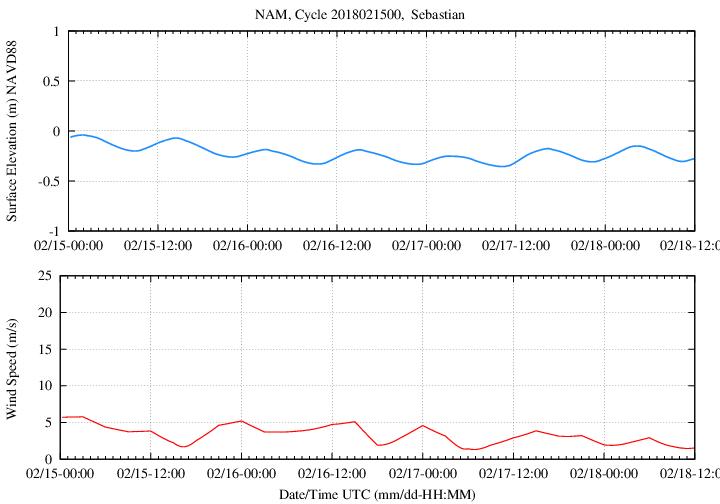 NAM, Cycle 2018021500,  Sebastian
Surface Elevation (m) NAVD88
1
0.5
0
-0.5
-1
02/15-00:00 02/15-12:00 02/16-00:00 02/16-12:00 02/17-00:00 02/17-12:00 02/18-00:00 02/18-12:0
Wind Speed (m/s)
25
20
15
10
5
0
02/15-00:00 02/15-12:00 02/16-00:00 02/16-12:00 02/17-00:00 02/17-12:00 02/18-00:00 02/18-12:0
Date/Time UTC (mm/dd-HH:MM)